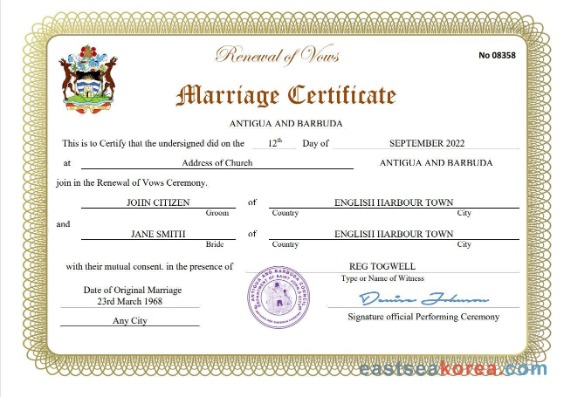 Renewal of Vows
No 08358
Marriage Certificate
ANTIGUA AND BARBUDA
This is to Certify that the undersigned did on the 12th Day of SEPTEMBER 2022
at Address of Church ANTIGUA AND BARBUDA
join in the Renewal of Vows Ceremony.
JOHN CITIZEN of ENGLISH HARBOUR TOWN
Groom Country City
and
JANE SMITH of ENGLISH HARBOUR TOWN
Bride Country City
with their mutual consent. in the presence of REG TOGWELL
Type or Name of Witness
Date of Original Marriage
23rd March 1968
Any City
Denise Johnson
Signature official Performing Ceremony
ANTIGUA AND BARBUDA COUNCIL
eastseakorea.com